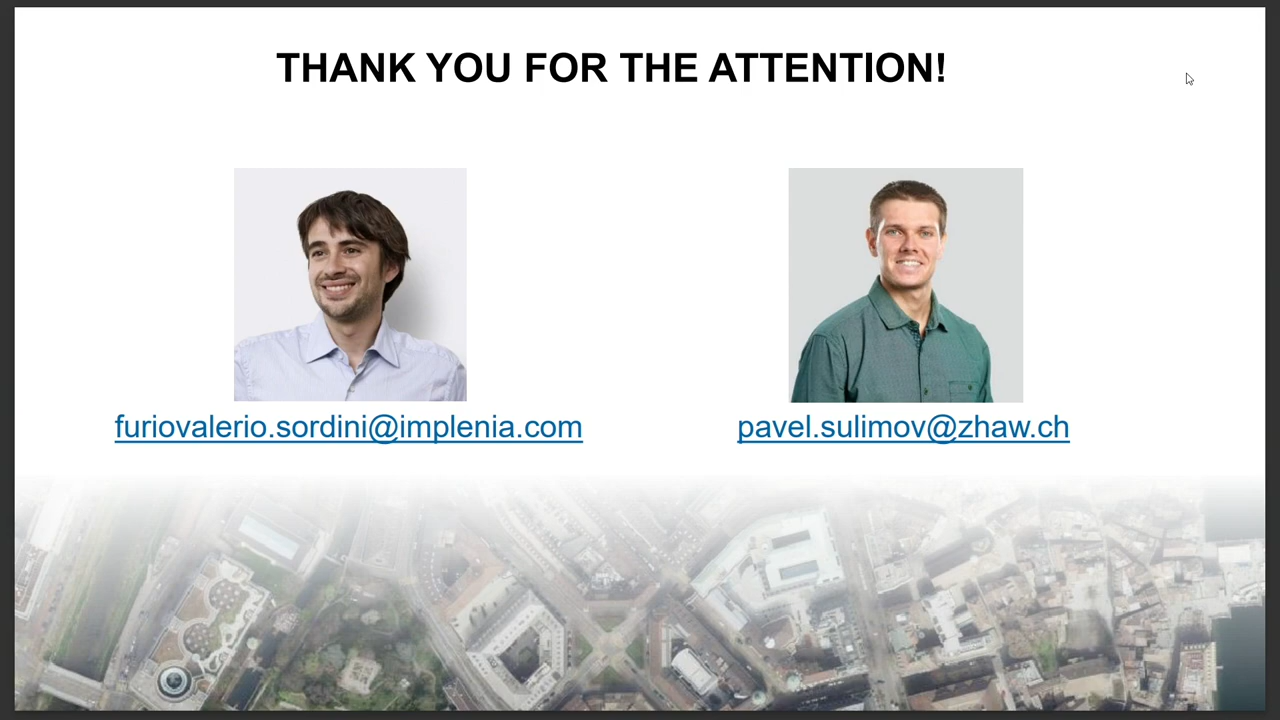 THANK YOU FOR THE ATTENTION!
furiovalerio.sordini@implenia.com
pavel.sulimov@zhaw.ch